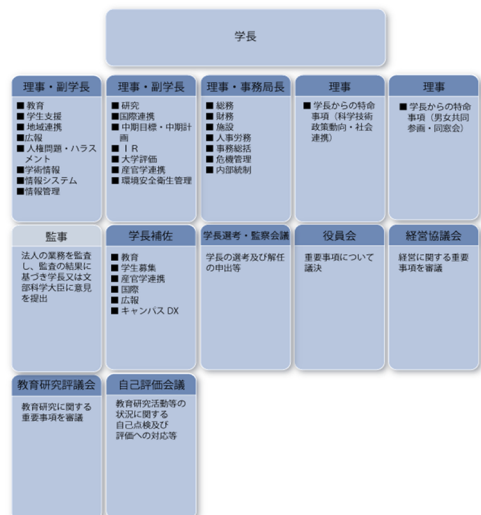 学長
理事・副学長
■ 教育
■ 学生支援
■ 地域連携
■広報
■ 人権問題・ハラス
メント
■学術情報
■情報システム
■情報管理
理事・副学長
■ 研究
■国際連携
■ 中期目標・中期計
画
■ ＩＲ
■ 大学評価
■ 産官学連携
■ 環境安全衛生管理
理事・事務局長
■ 総務
■ 財務
■ 施設
■ 人事労務
■ 事務総括
■ 危機管理
■ 内部統制
理事
■ 学長からの特命
事項（科学技術
政策動向・社会
連携）
理事
■ 学長からの特命
事項（男女共同
参画・同窓会）
監事
法人の業務を監査
し、監査の結果に
基づき学長又は文
部科学大臣に意見
を提出
学長補佐
■ 教育
■ 学生募集
■ 産官学連携
■ 国際
■ 広報
■ キャンパス DX
学長選考・監察会議
学長の選考及び解任
の申出等
役員会
重要事項について
議決
経営協議会
経営に関する重要
事項を審議
教育研究評議会
教育研究に関する
重要事項を審議
自己評価会議
教育研究活動等の
状況に関する
自己点検及び
評価への対応等